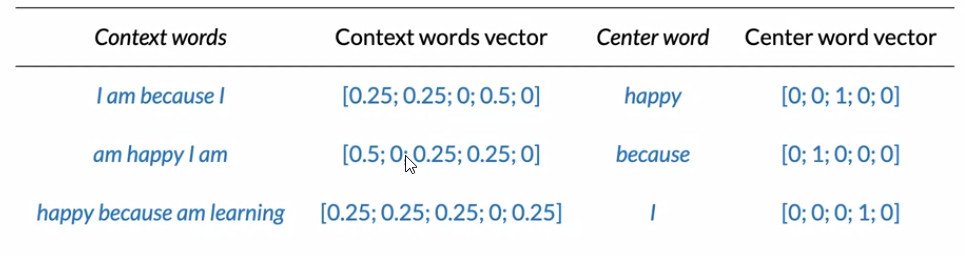 Context words Context words vector Center word Center word vector
I am because I [0.25; 0.25; 0; 0.5; 0] happy [0; 0; 1; 0; 0]
am happy I am [0.5; 0; 0.25; 0.25; 0] because [0; 1; 0; 0; 0]
happy because am learning [0.25; 0.25; 0.25; 0; 0.25] I [0; 0; 0; 1; 0]